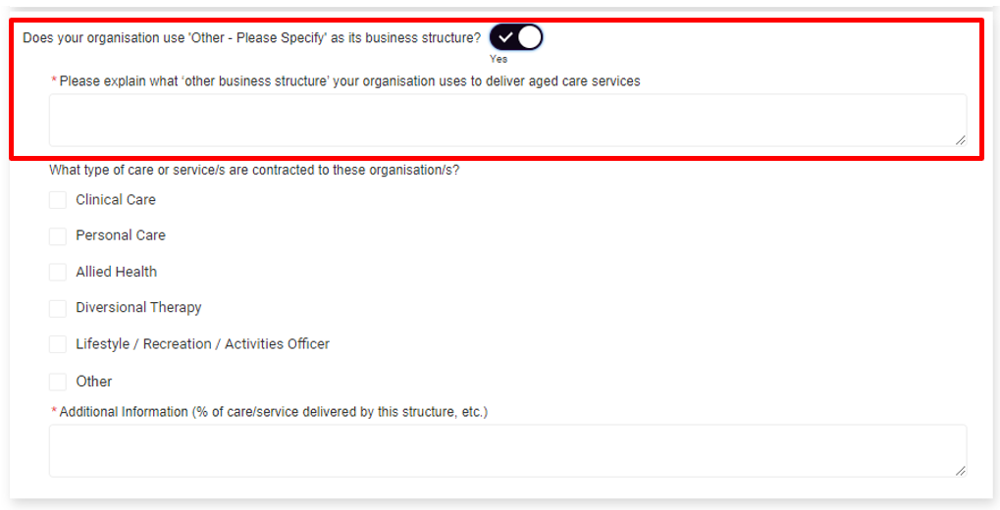 Does your organisation use 'Other - Please Specify' as its business structure?
Yes
* Please explain what ‘other business structure’ your organisation uses to deliver aged care services
What type of care or service/s are contracted to these organisation/s?
Clinical Care
Personal Care
Allied Health
Diversional Therapy
Lifestyle / Recreation / Activities Officer
Other
* Additional Information (% of care/service delivered by this structure, etc.)